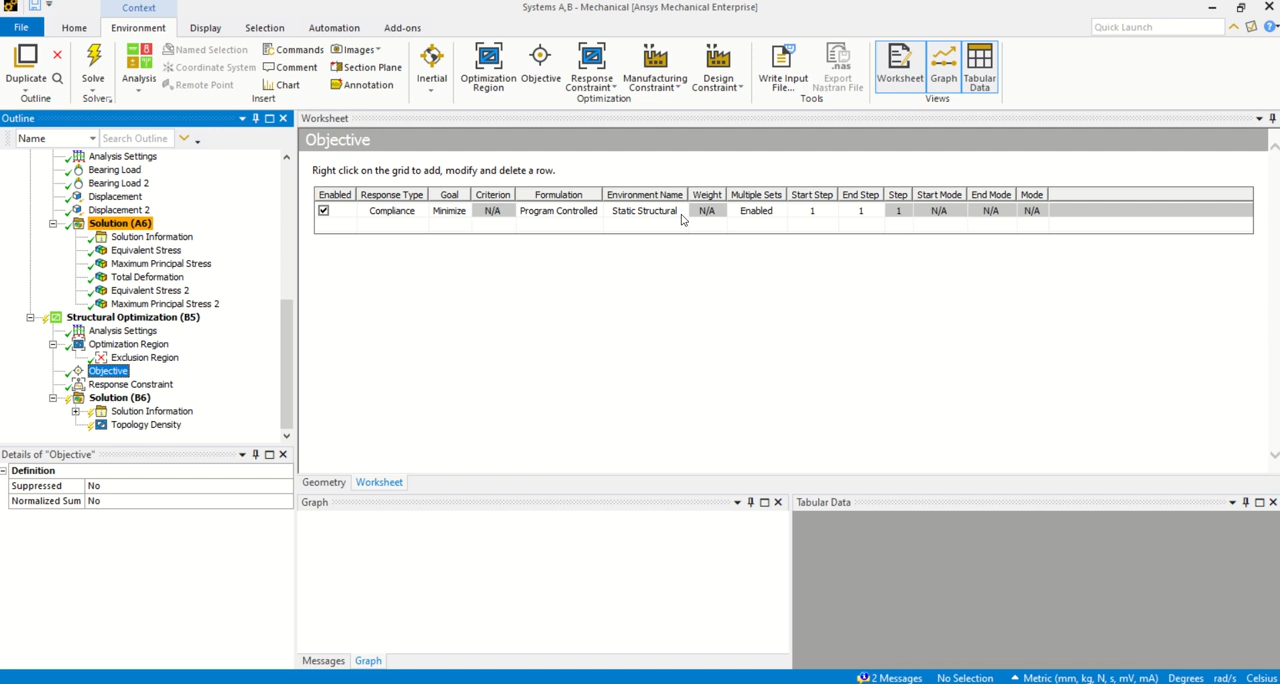 Context
Systems A,B - Mechanical [Ansys Mechanical Enterprise]
File Home Environment Display Selection Automation Add-ons
Quick Launch
Named Selection Commands Images
Coordinate System Comment Section Plane
Remote Point Chart Annotation
Duplicate Solve Analysis Inertial
Optimization Region Objective Response Constraint Manufacturing Constraint Design Constraint
Write Input File... Export Nastran File Worksheet Graph Tabular Data
.nas
Outline Solver Insert Optimization Tools Views
Outline
Worksheet
Name Search Outline
Objective
Analysis Settings
Bearing Load
Bearing Load 2
Displacement
Displacement 2
Solution (A6)
Solution Information
Equivalent Stress
Maximum Principal Stress
Total Deformation
Equivalent Stress 2
Maximum Principal Stress 2
Structural Optimization (B5)
Analysis Settings
Optimization Region
Exclusion Region
Objective
Response Constraint
Solution (B6)
Solution Information
Topology Density
Right click on the grid to add, modify and delete a row.
Enabled Response Type Goal Criterion Formulation Environment Name Weight Multiple Sets Start Step End Step Step Start Mode End Mode Mode
Compliance Minimize N/A Program Controlled Static Structural N/A Enabled 1 1 1 N/A N/A N/A
Details of "Objective"
Definition
Suppressed No
Normalized Sum No
Geometry Worksheet
Graph
Tabular Data
Messages Graph
2 Messages No Selection Metric (mm, kg, N, s, mV, mA) Degrees rad/s Celsius